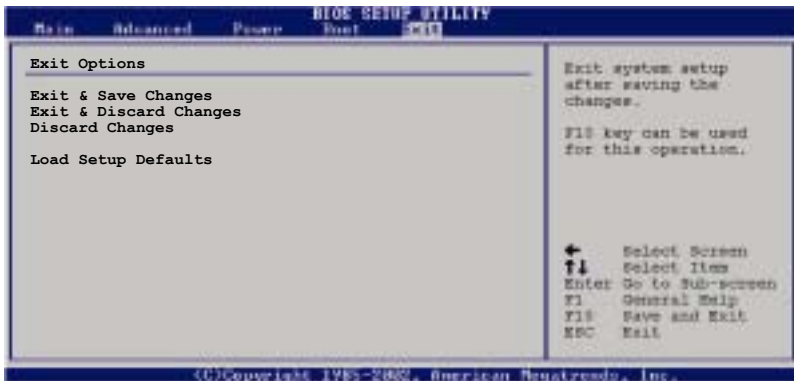 BIOS SETUP UTILITY
Main Advanced Power Boot Exit
Exit Options
Exit & Save Changes
Exit & Discard Changes
Discard Changes
Load Setup Defaults
Exit system setup
after saving the
changes.
F10 key can be used
for this operation.
← Select Screen
↑↓ Select Item
Enter Go to Sub-screen
F1 General Help
F10 Save and Exit
ESC Exit
(C)Copyright 1985-2002, American Megatrends, Inc.